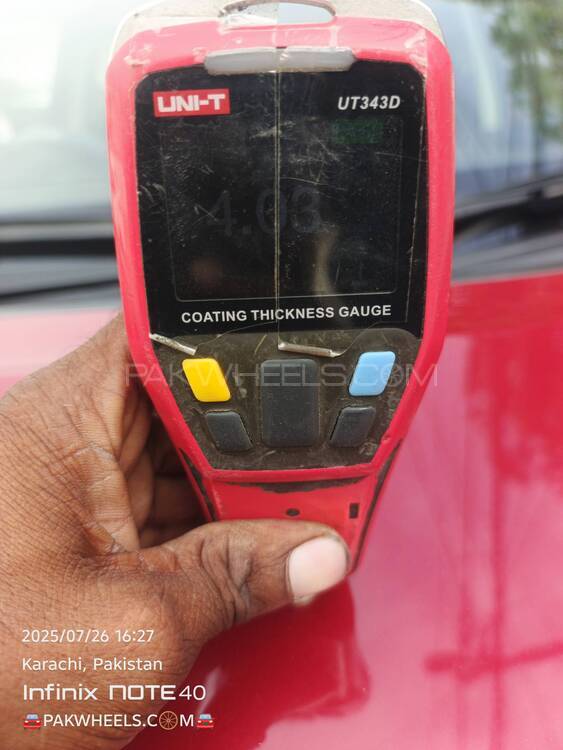 UNI-T
UT343D
4.03
COATING THICKNESS GAUGE
PAKWHEELS.COM
2025/07/26 16:27
Karachi, Pakistan
Infinix NOTE 40
🚘PAKWHEELS.COM🚘